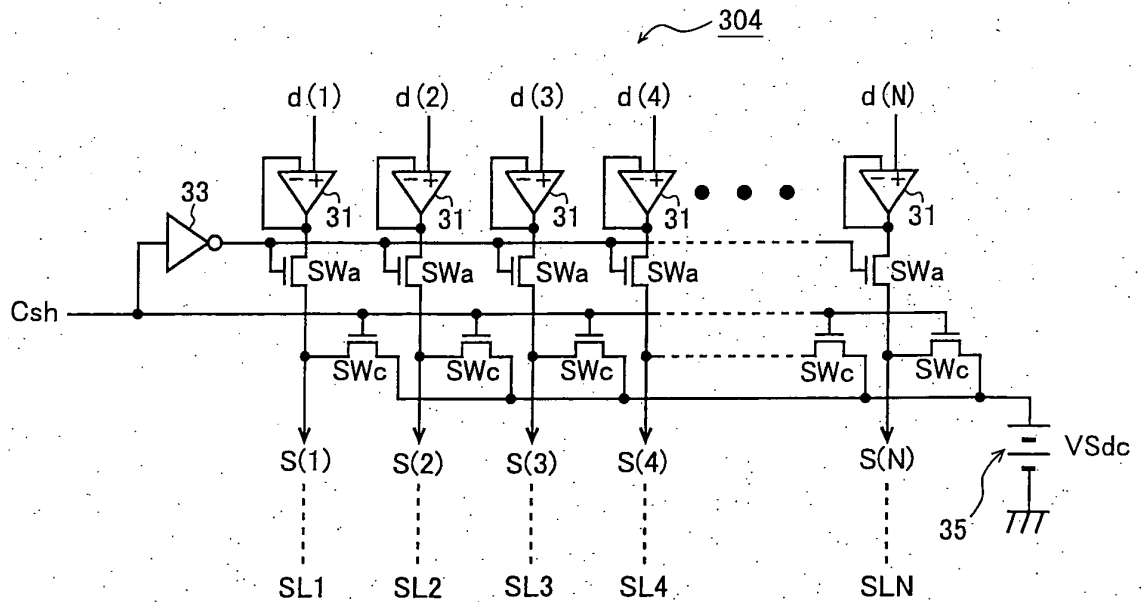 304
d(1) d(2) d(3) d(4) d(N)
33
- + - + - + - + - +
31 31 31 31 31
SWa SWa SWa SWa SWa
Csh
SWc SWc SWc SWc SWc
S(1) S(2) S(3) S(4) S(N)
VSdc
35
SL1 SL2 SL3 SL4 SLN